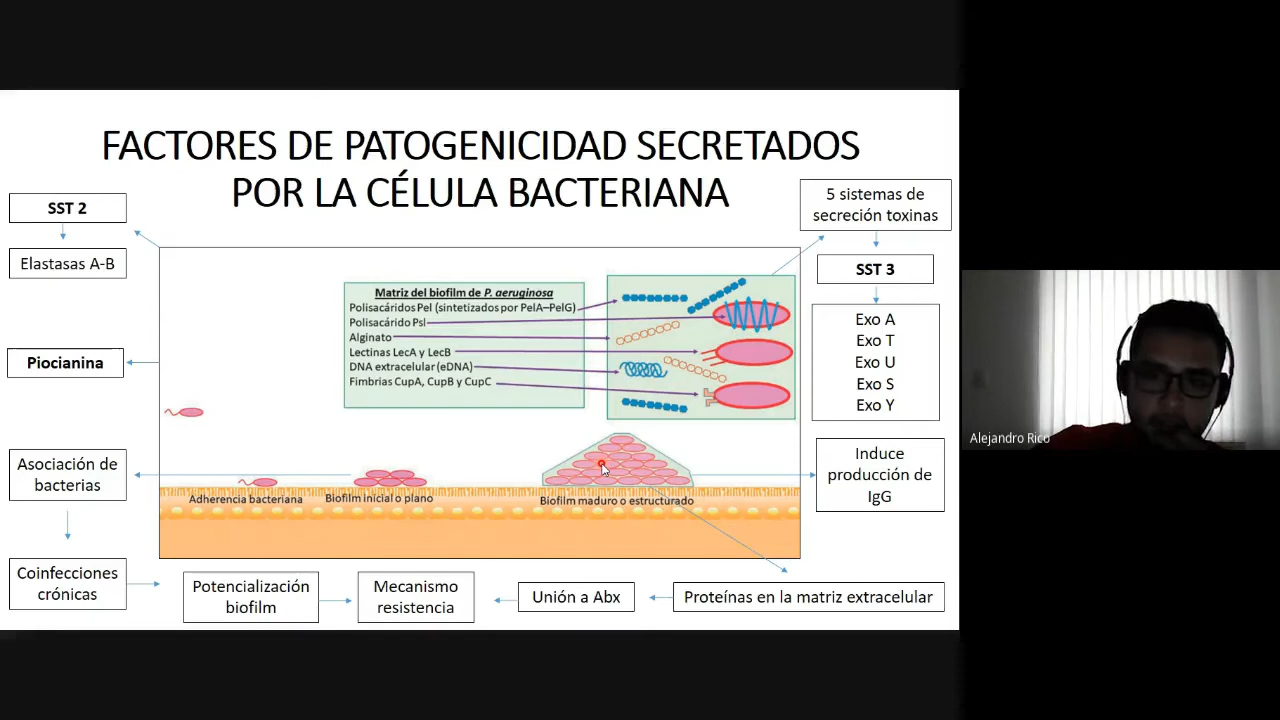 FACTORES DE PATOGENICIDAD SECRETADOS
POR LA CÉLULA BACTERIANA
SST 2
Elastasas A-B
Piocianina
Asociación de
bacterias
Coinfecciones
crónicas
Matriz del biofilm de P. aeruginosa
Polisacáridos Pel (sintetizados por PelA–PelG)
Polisacárido Psl
Alginato
Lectinas LecA y LecB
DNA extracelular (eDNA)
Fimbrias CupA, CupB y CupC
Adherencia bacteriana
Biofilm inicial o plano
Biofilm maduro o estructurado
5 sistemas de
secreción toxinas
SST 3
Exo A
Exo T
Exo U
Exo S
Exo Y
Induce
producción de
IgG
Potencialización
biofilm
Mecanismo
resistencia
Unión a Abx
Proteínas en la matriz extracelular
Alejandro Rico